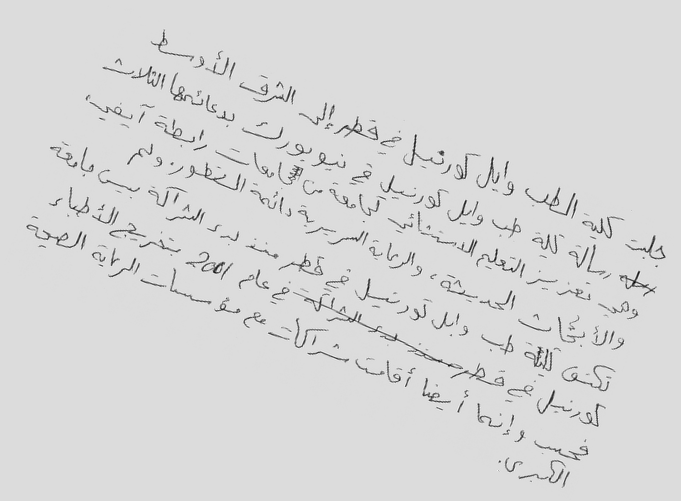 جلبت كلية الطب وايل كورنيل في قطر إلى الشرق الأوسط
رسالة كلية طب وايل كورنيل في نيويورك بدعائمها الثلاث
وهي تعزيز التعليم الاستثنائي لجامعة من جامعات رابطة آيفي،
والأبحاث الحديثة، والرعاية السريرية دائمة التطور. ولم
تكتف كلية طب وايل كورنيل في قطر منذ بدء الشراكة بين جامعة
كورنيل في قطر في عام 2001 بتخريج الأطباء
فحسب وإنما أيضا أقامت شراكات مع مؤسسات الرعاية الصحية
الكبرى.